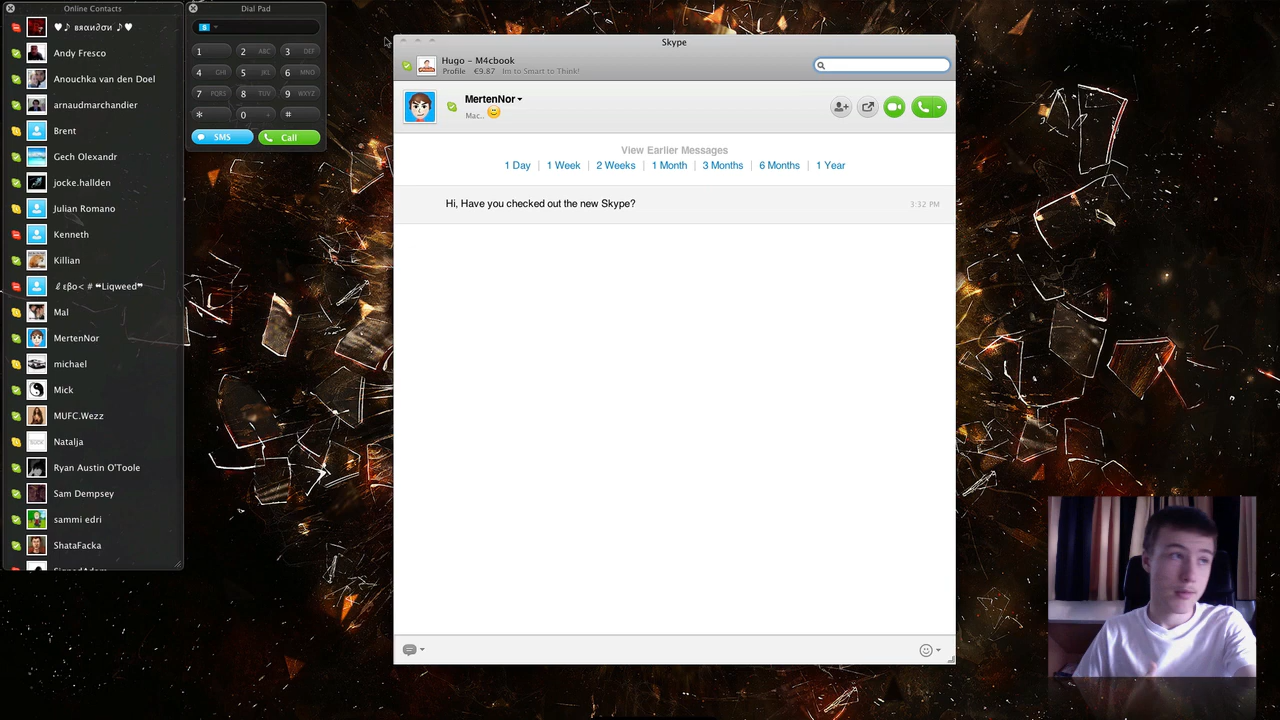 Online Contacts
♥♪ вяαи∂σи ♪♥
Andy Fresco
Anouchka van den Doel
arnaudmarchandier
Brent
Gech Olexandr
jocke.hallden
Julian Romano
Kenneth
Killian
Mal
MertenNor
michael
Mick
MUFC.Wezz
Natalja
Ryan Austin O'Toole
Sam Dempsey
sammi edri
ShataFacka
Dial Pad
1
2 ABC
3 DEF
4 GHI
5 JKL
6 MNO
7 PQRS
8 TUV
9 WXYZ
*
0 +
#
SMS
Call
Skype
Hugo - M4cbook
Profile €9.87 Im to Smart to Think!
MertenNor
Mac..
View Earlier Messages
1 Day | 1 Week | 2 Weeks | 1 Month | 3 Months | 6 Months | 1 Year
Hi, Have you checked out the new Skype?
3:32 PM